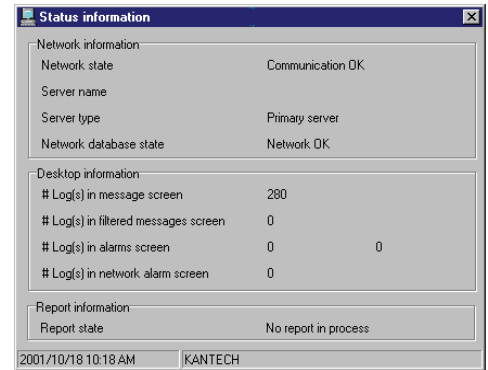 Status information
Network information
Network state Communication OK
Server name
Server type Primary server
Network database state Network OK
Desktop information
# Log(s) in message screen 280
# Log(s) in filtered messages screen 0
# Log(s) in alarms screen 0 0
# Log(s) in network alarm screen 0
Report information
Report state No report in process
2001/10/18 10:18 AM KANTECH